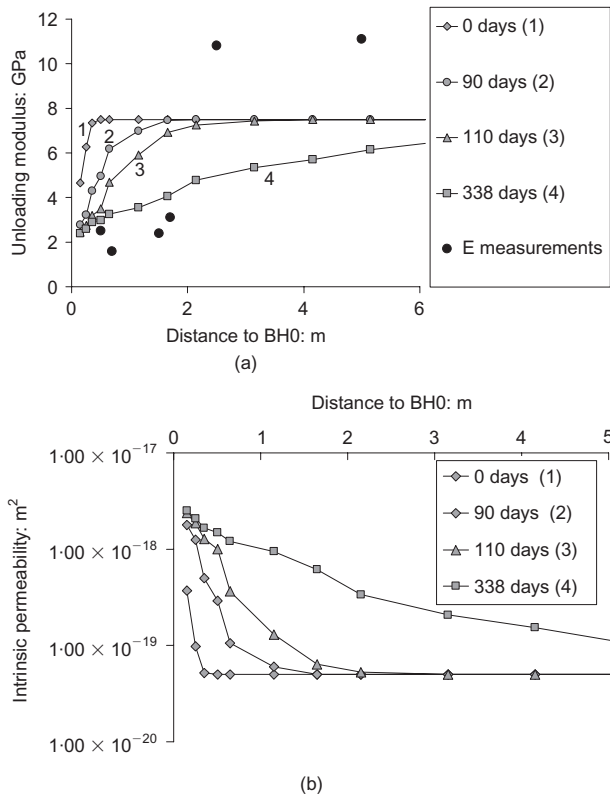 12
10
8
6
4
2
0
Unloading modulus: GPa
1
2
3
4
0
2
4
6
Distance to BH0: m
(a)
0 days (1)
90 days (2)
110 days (3)
338 days (4)
E measurements
Distance to BH0: m
0
1
2
3
4
5
1·00 × 10⁻¹⁷
1·00 × 10⁻¹⁸
1·00 × 10⁻¹⁹
1·00 × 10⁻²⁰
Intrinsic permeability: m²
0 days (1)
90 days (2)
110 days (3)
338 days (4)
(b)